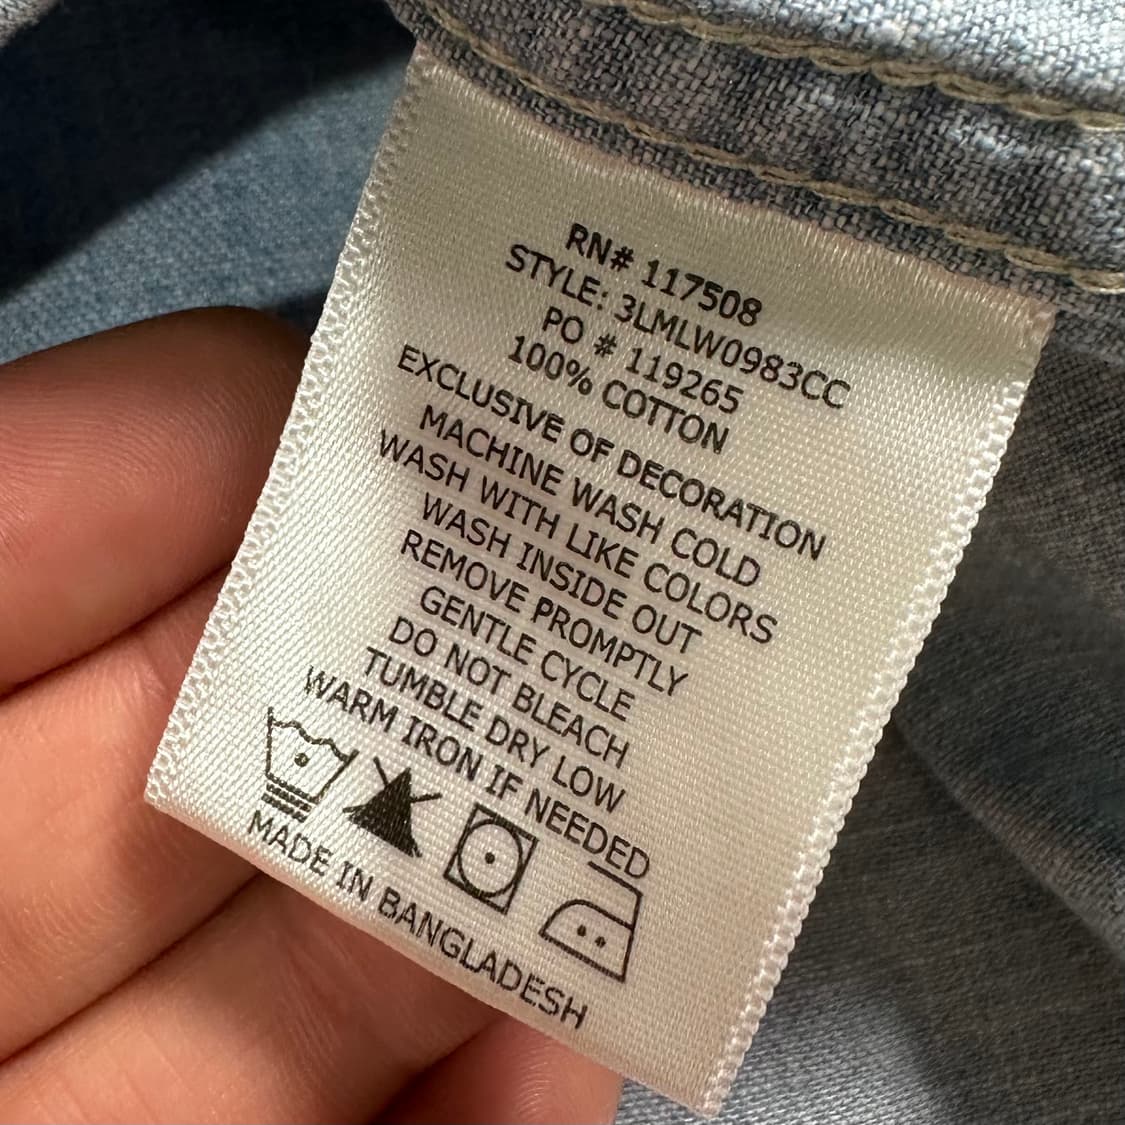 RN# 117508
STYLE: 3LMLW0983CC
PO # 119265
100% COTTON
EXCLUSIVE OF DECORATION
MACHINE WASH COLD
WASH WITH LIKE COLORS
WASH INSIDE OUT
REMOVE PROMPTLY
GENTLE CYCLE
DO NOT BLEACH
TUMBLE DRY LOW
WARM IRON IF NEEDED
MADE IN BANGLADESH